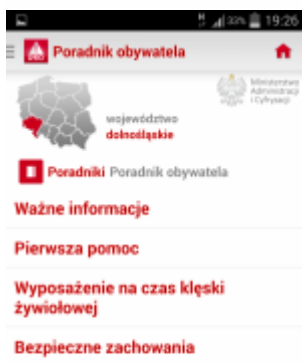 33% 19:26
Poradnik obywatela
Ministerstwo
Administracji
i Cyfryzacji
województwo
dolnośląskie
Poradniki Poradnik obywatela
Ważne informacje
Pierwsza pomoc
Wyposażenie na czas klęski
żywiołowej
Bezpieczne zachowania